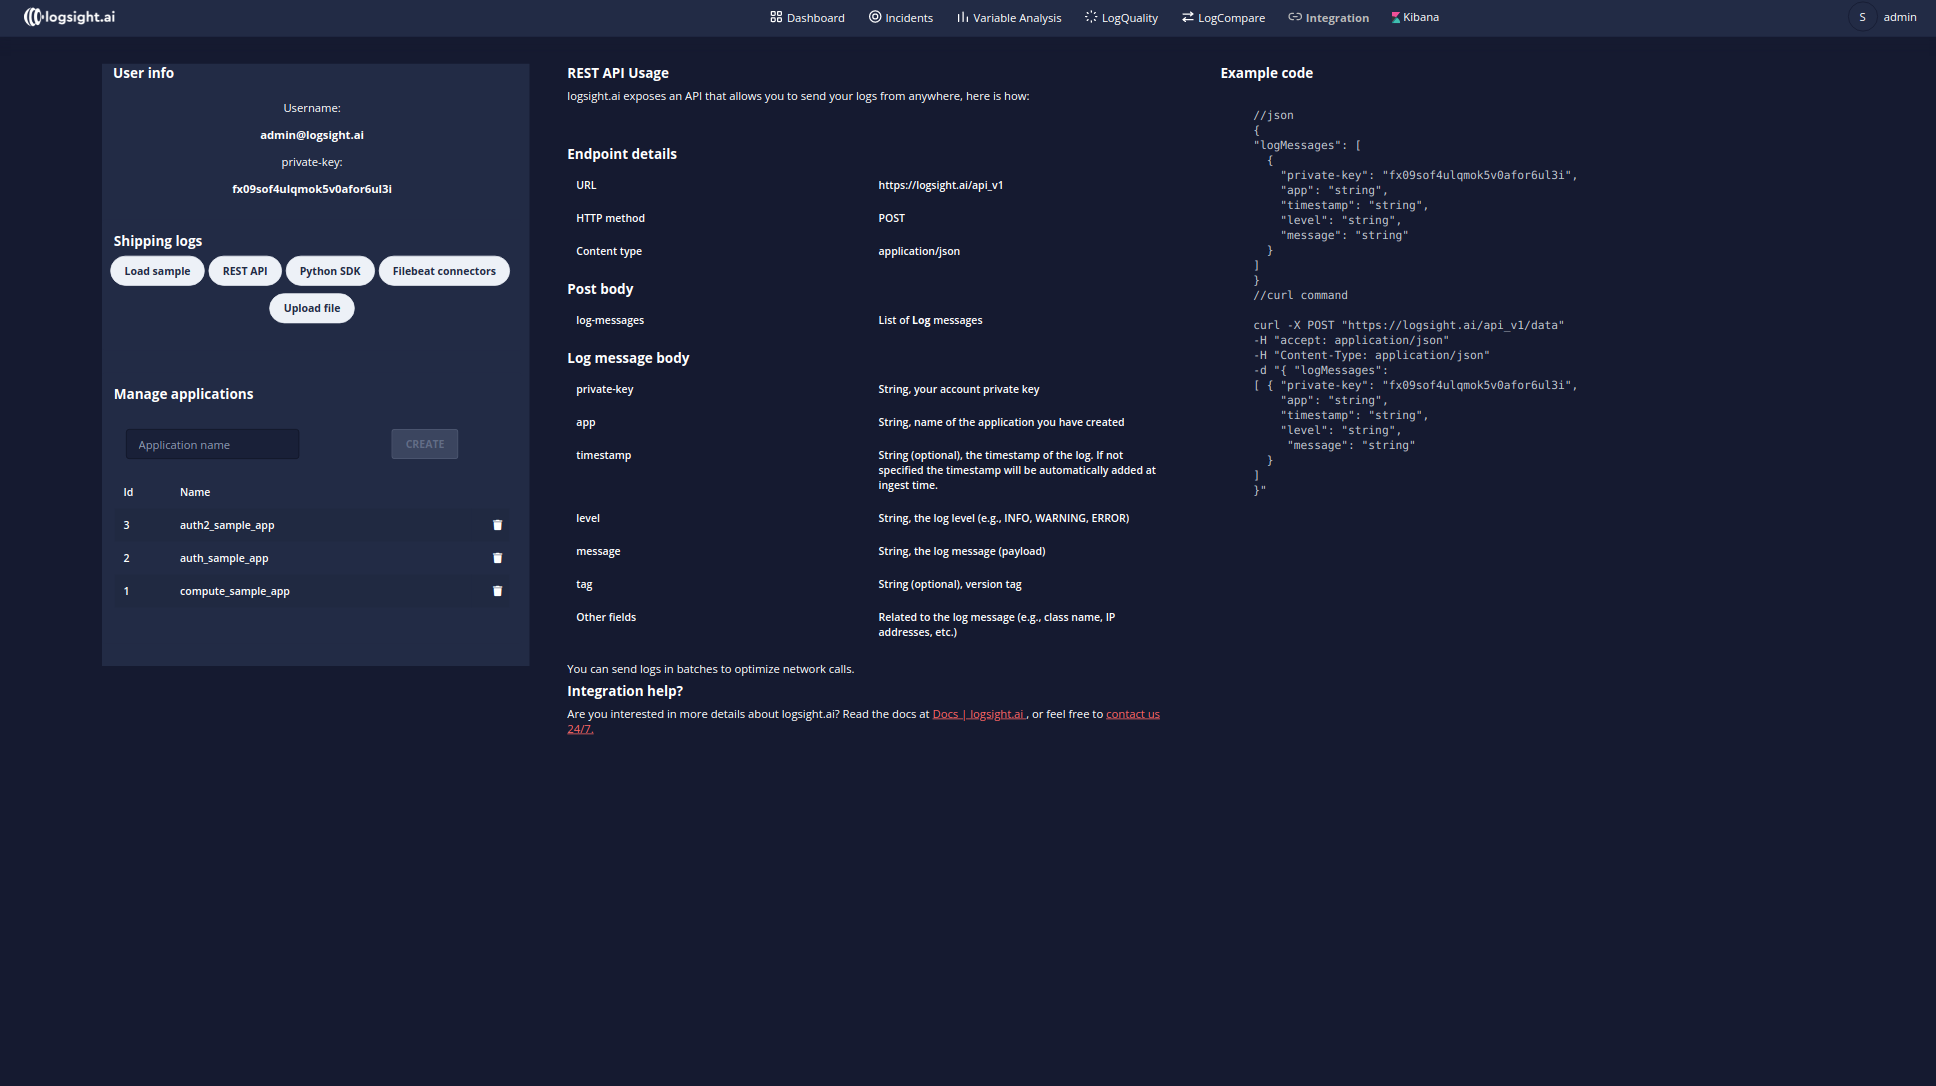 logsight.ai
Dashboard
Incidents
Variable Analysis
LogQuality
LogCompare
Integration
Kibana
S
admin
User info
Username:
admin@logsight.ai
private-key:
fx09sof4ulqmok5v0afor6ul3i
Shipping logs
Load sample
REST API
Python SDK
Filebeat connectors
Upload file
Manage applications
Application name
CREATE
Id Name
3 auth2_sample_app
2 auth_sample_app
1 compute_sample_app
REST API Usage
logsight.ai exposes an API that allows you to send your logs from anywhere, here is how:
Endpoint details
URL https://logsight.ai/api_v1
HTTP method POST
Content type application/json
Post body
log-messages List of Log messages
Log message body
private-key String, your account private key
app String, name of the application you have created
timestamp String (optional), the timestamp of the log. If not
specified the timestamp will be automatically added at
ingest time.
level String, the log level (e.g., INFO, WARNING, ERROR)
message String, the log message (payload)
tag String (optional), version tag
Other fields Related to the log message (e.g., class name, IP
addresses, etc.)
You can send logs in batches to optimize network calls.
Integration help?
Are you interested in more details about logsight.ai? Read the docs at Docs | logsight.ai , or feel free to contact us
24/7.
Example code
//json
{
"logMessages": [
{
"private-key": "fx09sof4ulqmok5v0afor6ul3i",
"app": "string",
"timestamp": "string",
"level": "string",
"message": "string"
}
]
}
//curl command
curl -X POST "https://logsight.ai/api_v1/data"
-H "accept: application/json"
-H "Content-Type: application/json"
-d "{ "logMessages":
[ { "private-key": "fx09sof4ulqmok5v0afor6ul3i",
"app": "string",
"timestamp": "string",
"level": "string",
"message": "string"
}
]
}"